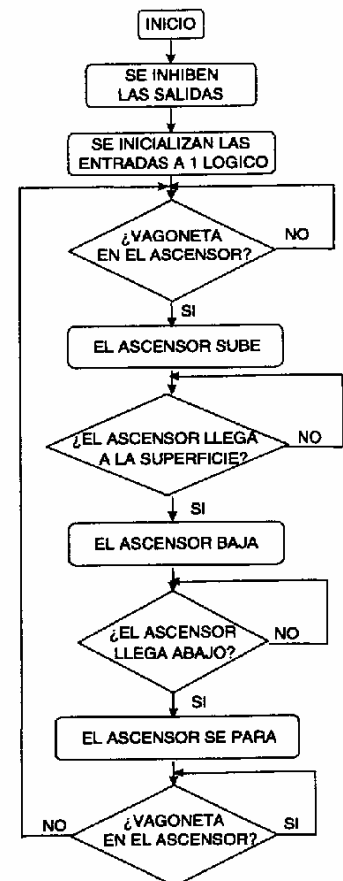 INICIO
SE INHIBEN
LAS SALIDAS
SE INICIALIZAN LAS
ENTRADAS A 1 LOGICO
¿VAGONETA
EN EL ASCENSOR?
NO
SI
EL ASCENSOR SUBE
¿EL ASCENSOR LLEGA
A LA SUPERFICIE?
NO
SI
EL ASCENSOR BAJA
¿EL ASCENSOR
LLEGA ABAJO?
NO
SI
EL ASCENSOR SE PARA
NO
¿VAGONETA
EN EL ASCENSOR?
SI